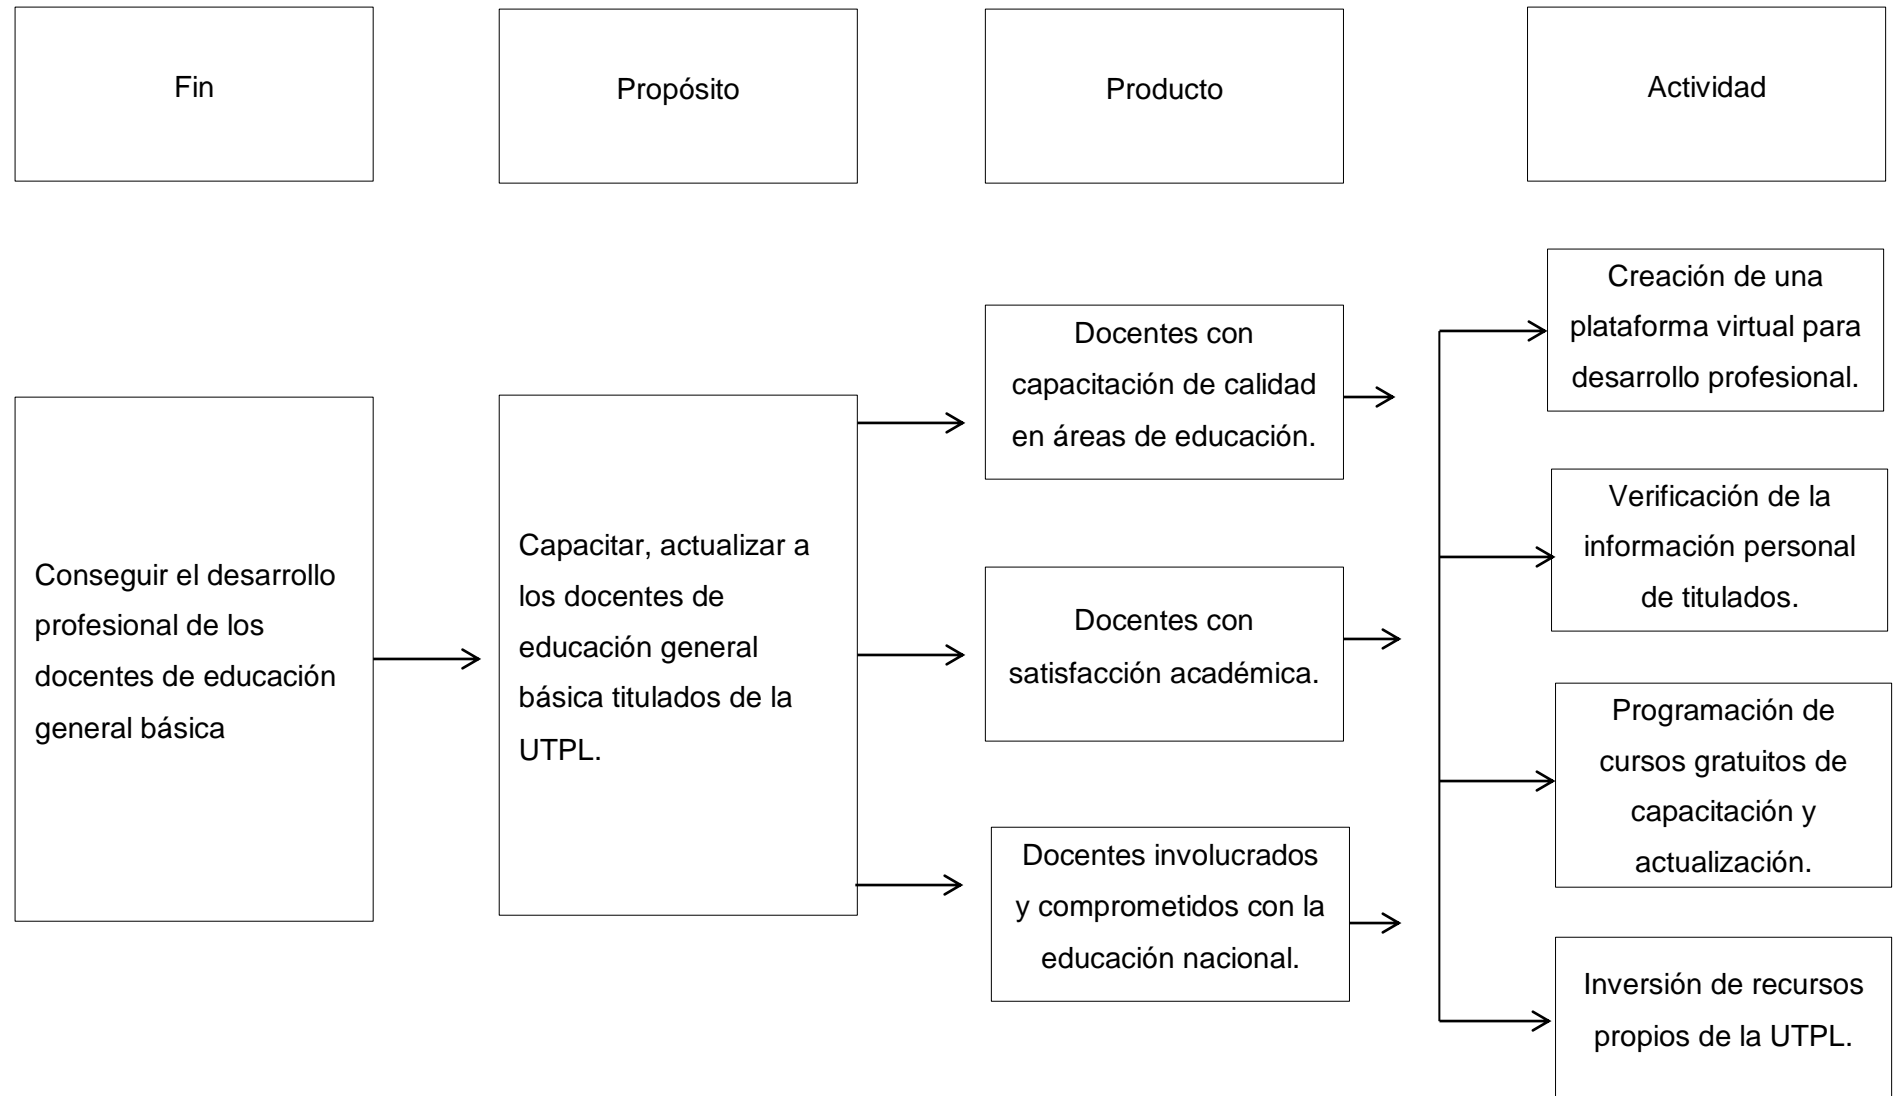 Fin
Propósito
Producto
Actividad
Conseguir el desarrollo
profesional de los
docentes de educación
general básica
Capacitar, actualizar a
los docentes de
educación general
básica titulados de la
UTPL.
Docentes con
capacitación de calidad
en áreas de educación.
Docentes con
satisfacción académica.
Docentes involucrados
y comprometidos con la
educación nacional.
Creación de una
plataforma virtual para
desarrollo profesional.
Verificación de la
información personal
de titulados.
Programación de
cursos gratuitos de
capacitación y
actualización.
Inversión de recursos
propios de la UTPL.